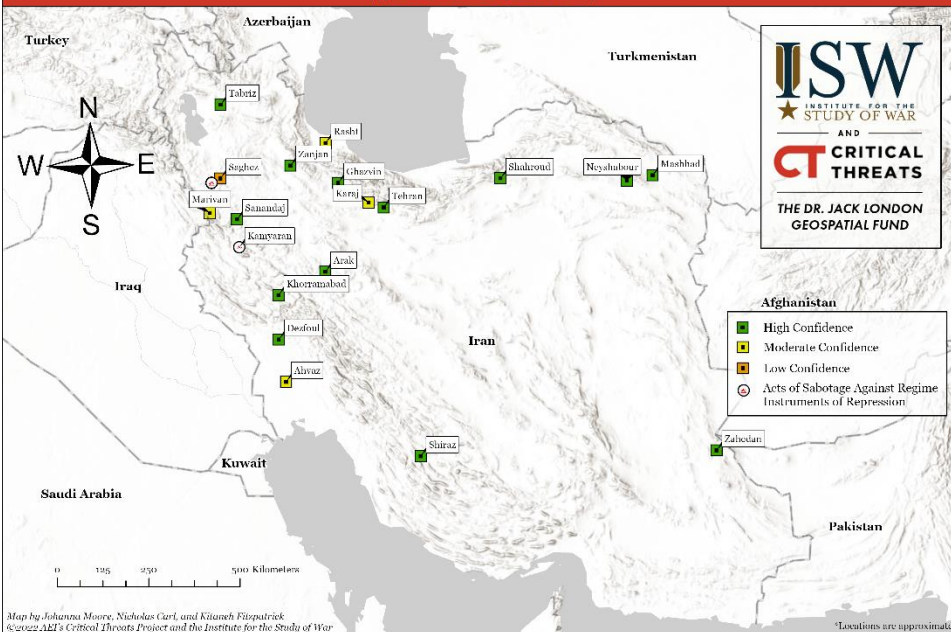 Azerbaijan
Turkey
Turkmenistan
ISW
INSTITUTE FOR THE
STUDY OF WAR
AND
CT CRITICAL
THREATS
THE DR. JACK LONDON
GEOSPATIAL FUND
N
W E
S
Tabriz
Rasht
Zanjan
Saghez
Ghazvin
Shahroud
Neyshabour
Mashhad
Karaj
Tehran
Marivan
Sanandaj
Kamyaran
Arak
Iraq
Khorramabad
Afghanistan
High Confidence
Moderate Confidence
Low Confidence
Acts of Sabotage Against Regime
Instruments of Repression
Dezfoul
Iran
Ahvaz
Shiraz
Zahedan
Kuwait
Saudi Arabia
Pakistan
0 125 250 500 Kilometers
Map by Johanna Moore, Nicholas Carl, and Kitaneh Fitzpatrick
©2022 AEI's Critical Threats Project and the Institute for the Study of War
*Locations are approximate